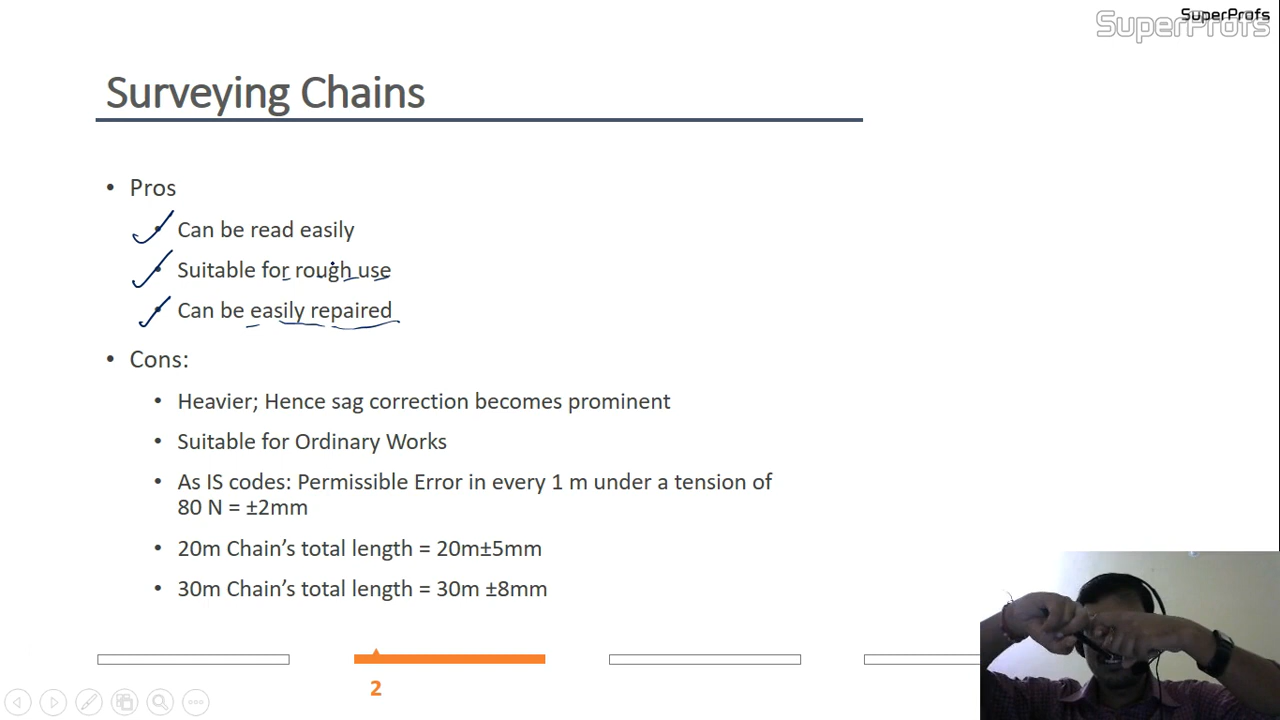 SuperProfs
SuperProfs
Surveying Chains
• Pros
• Can be read easily
• Suitable for rough use
• Can be easily repaired
• Cons:
• Heavier; Hence sag correction becomes prominent
• Suitable for Ordinary Works
• As IS codes: Permissible Error in every 1 m under a tension of
80 N = ±2mm
• 20m Chain's total length = 20m±5mm
• 30m Chain's total length = 30m ±8mm
2